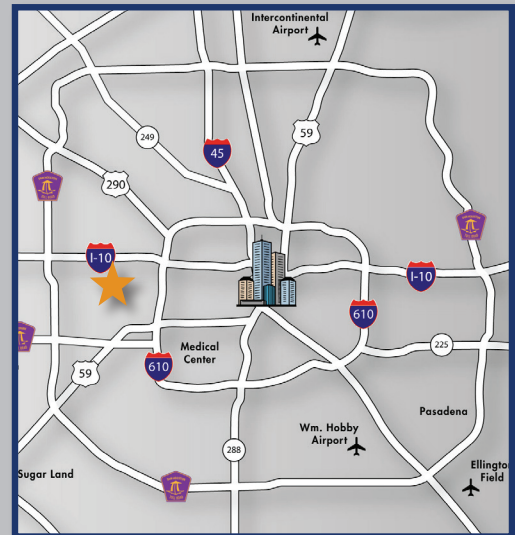 Intercontinental
Airport
249
45
59
290
I-10
I-10
610
225
59
610
Medical
Center
Pasadena
Wm. Hobby
Airport
288
Sugar Land
Ellington
Field